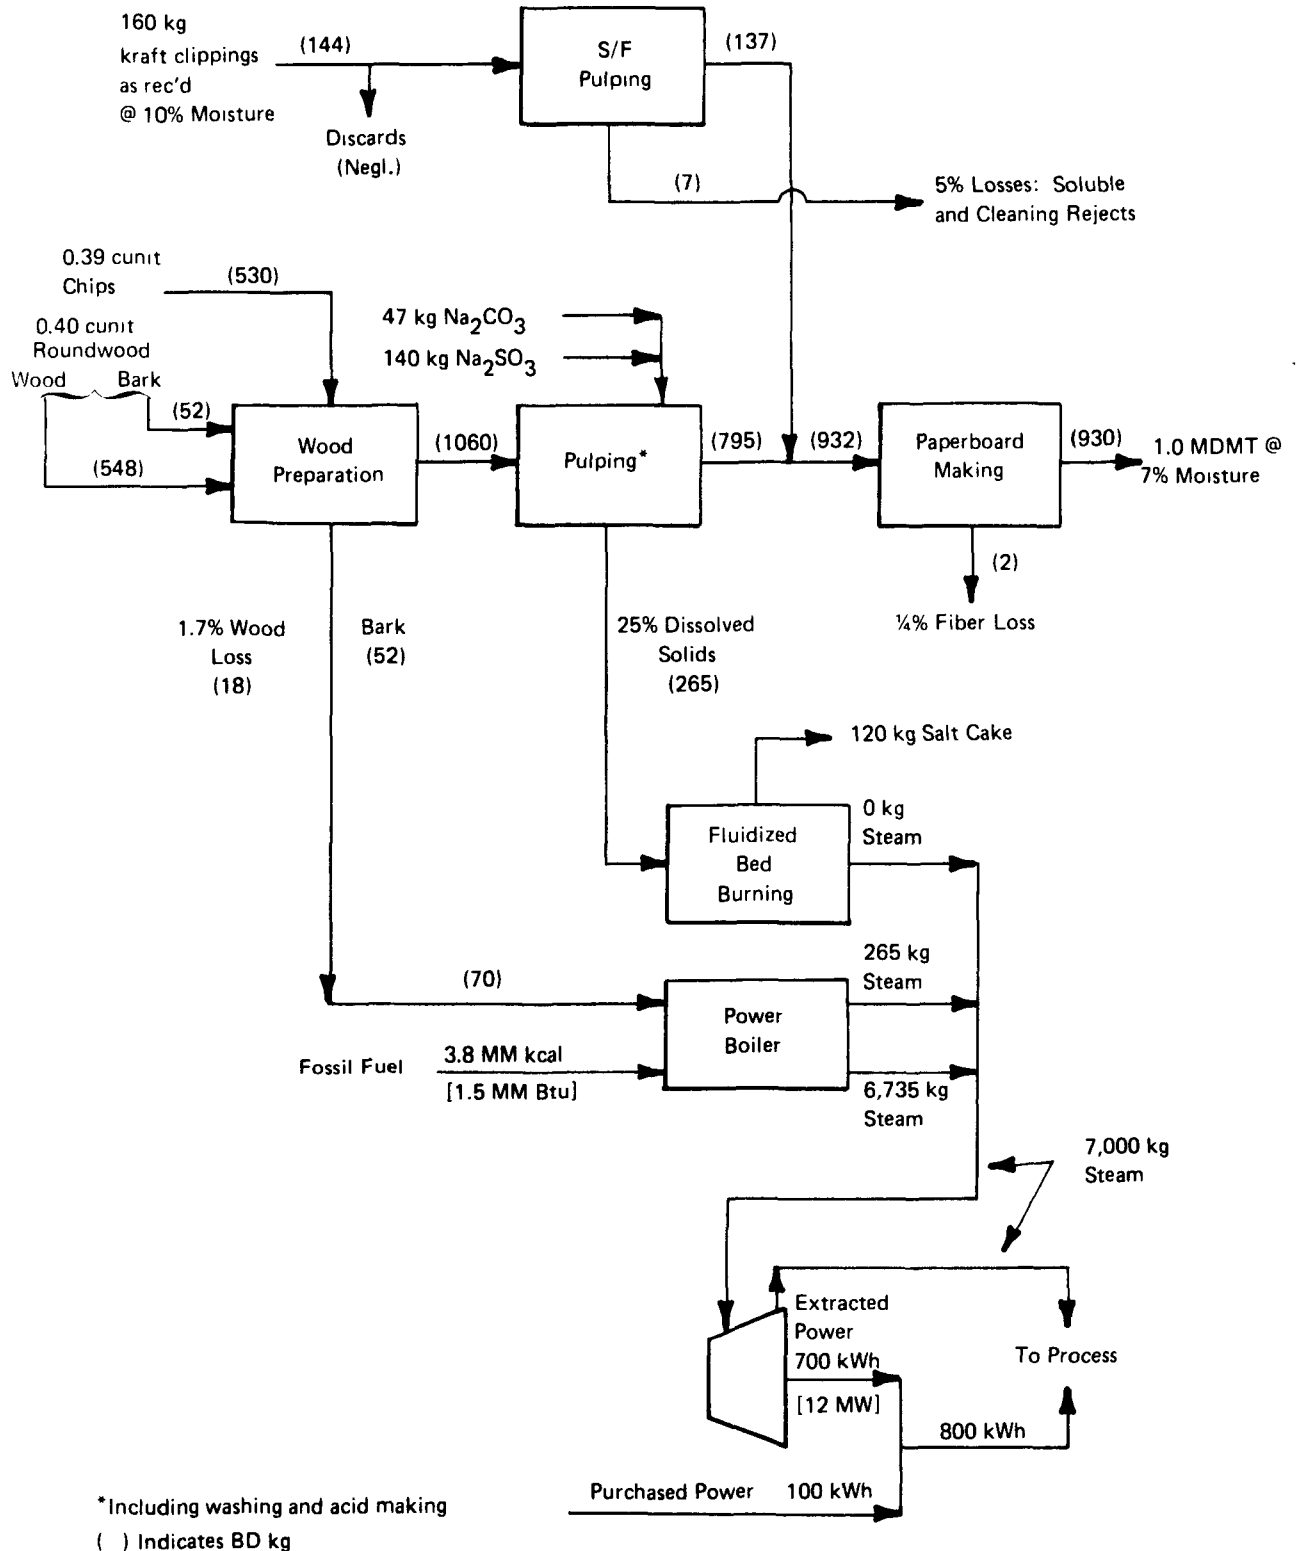 160 kg
kraft clippings
as rec'd
@ 10% Moisture
(144)
Discards
(Negl.)
S/F
Pulping
(137)
(7)
5% Losses: Soluble
and Cleaning Rejects
0.39 cunit
Chips
(530)
0.40 cunit
Roundwood
Wood Bark
(52)
(548)
Wood
Preparation
(1060)
47 kg Na2CO3
140 kg Na2SO3
Pulping*
(795)
(932)
Paperboard
Making
(930)
1.0 MDMT @
7% Moisture
(2)
¼% Fiber Loss
1.7% Wood
Loss
(18)
Bark
(52)
25% Dissolved
Solids
(265)
120 kg Salt Cake
Fluidized
Bed
Burning
0 kg
Steam
(70)
265 kg
Steam
Power
Boiler
Fossil Fuel
3.8 MM kcal
[1.5 MM Btu]
6,735 kg
Steam
7,000 kg
Steam
Extracted
Power
700 kWh
[12 MW]
To Process
800 kWh
Purchased Power 100 kWh
*Including washing and acid making
( ) Indicates BD kg